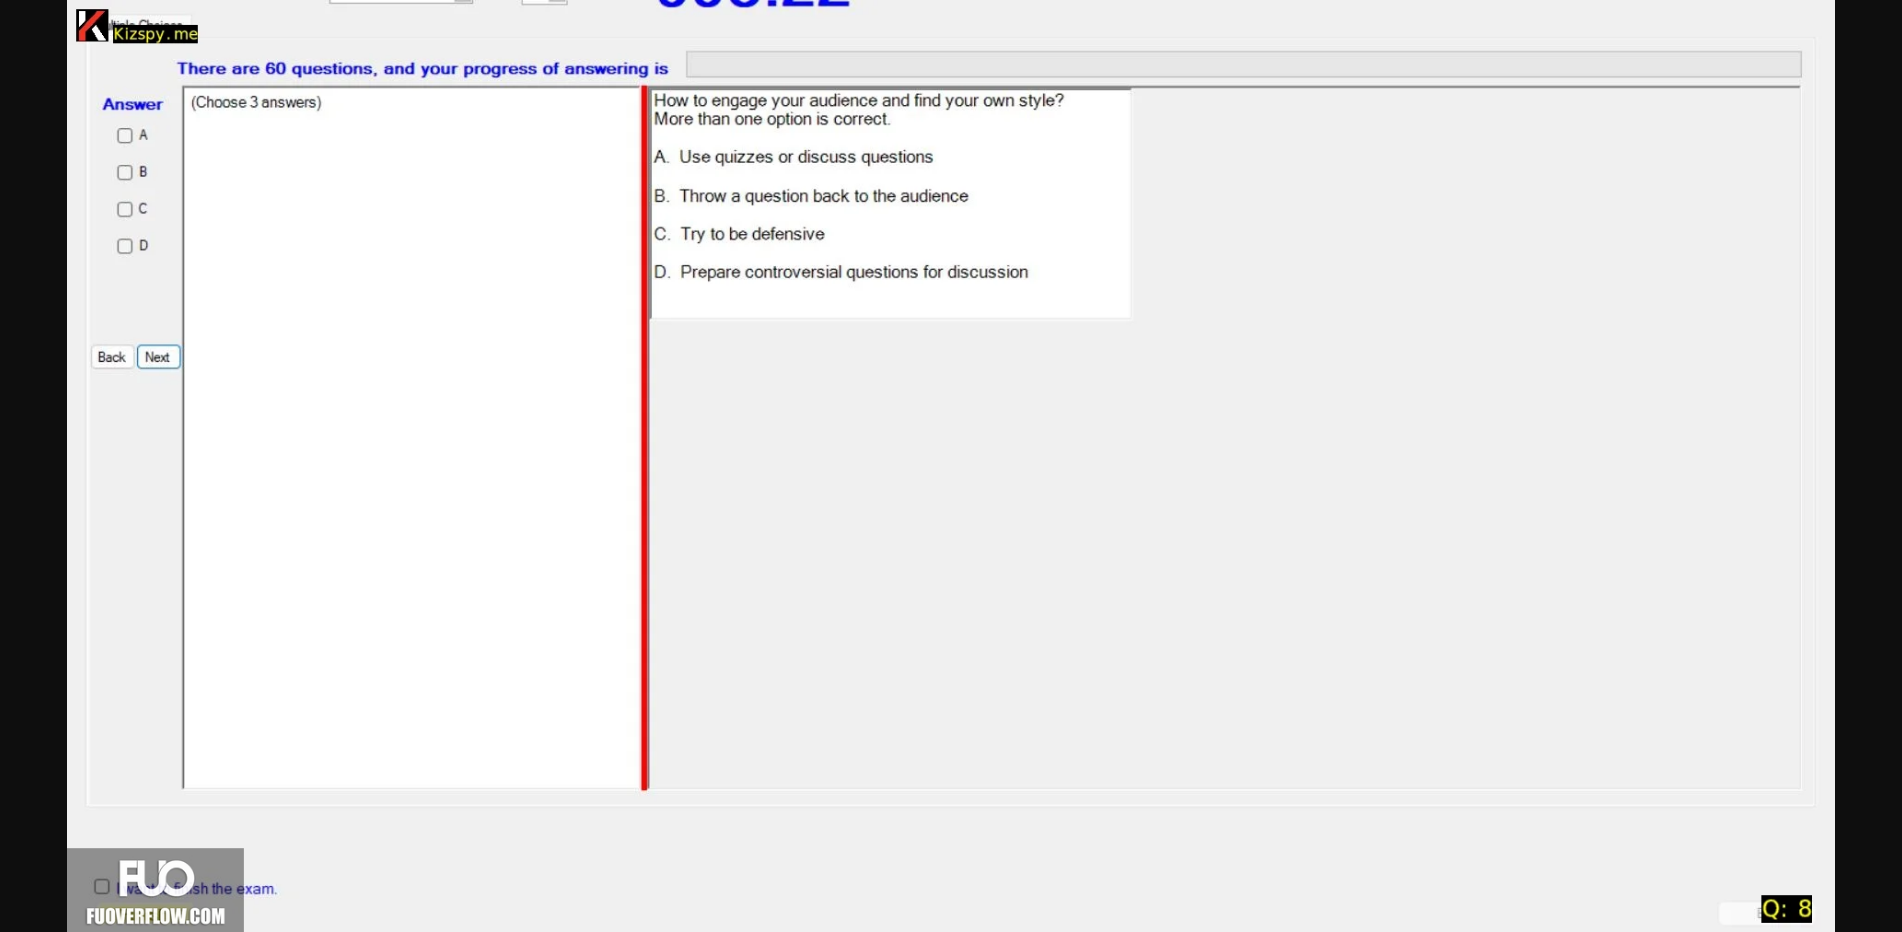 Kizspy.me
There are 60 questions, and your progress of answering is
Answer
(Choose 3 answers)
A
B
C
D
Back
Next
How to engage your audience and find your own style?
More than one option is correct.
A. Use quizzes or discuss questions
B. Throw a question back to the audience
C. Try to be defensive
D. Prepare controversial questions for discussion
FUO
the exam.
FUOVERFLOW.COM
Q: 8